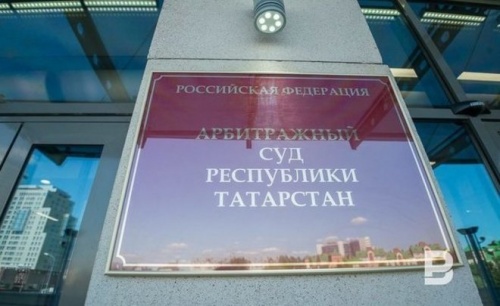 РОССИЙСКАЯ ФЕДЕРАЦИЯ
АРБИТРАЖНЫЙ
СУД
РЕСПУБЛИКИ
ТАТАРСТАН
В